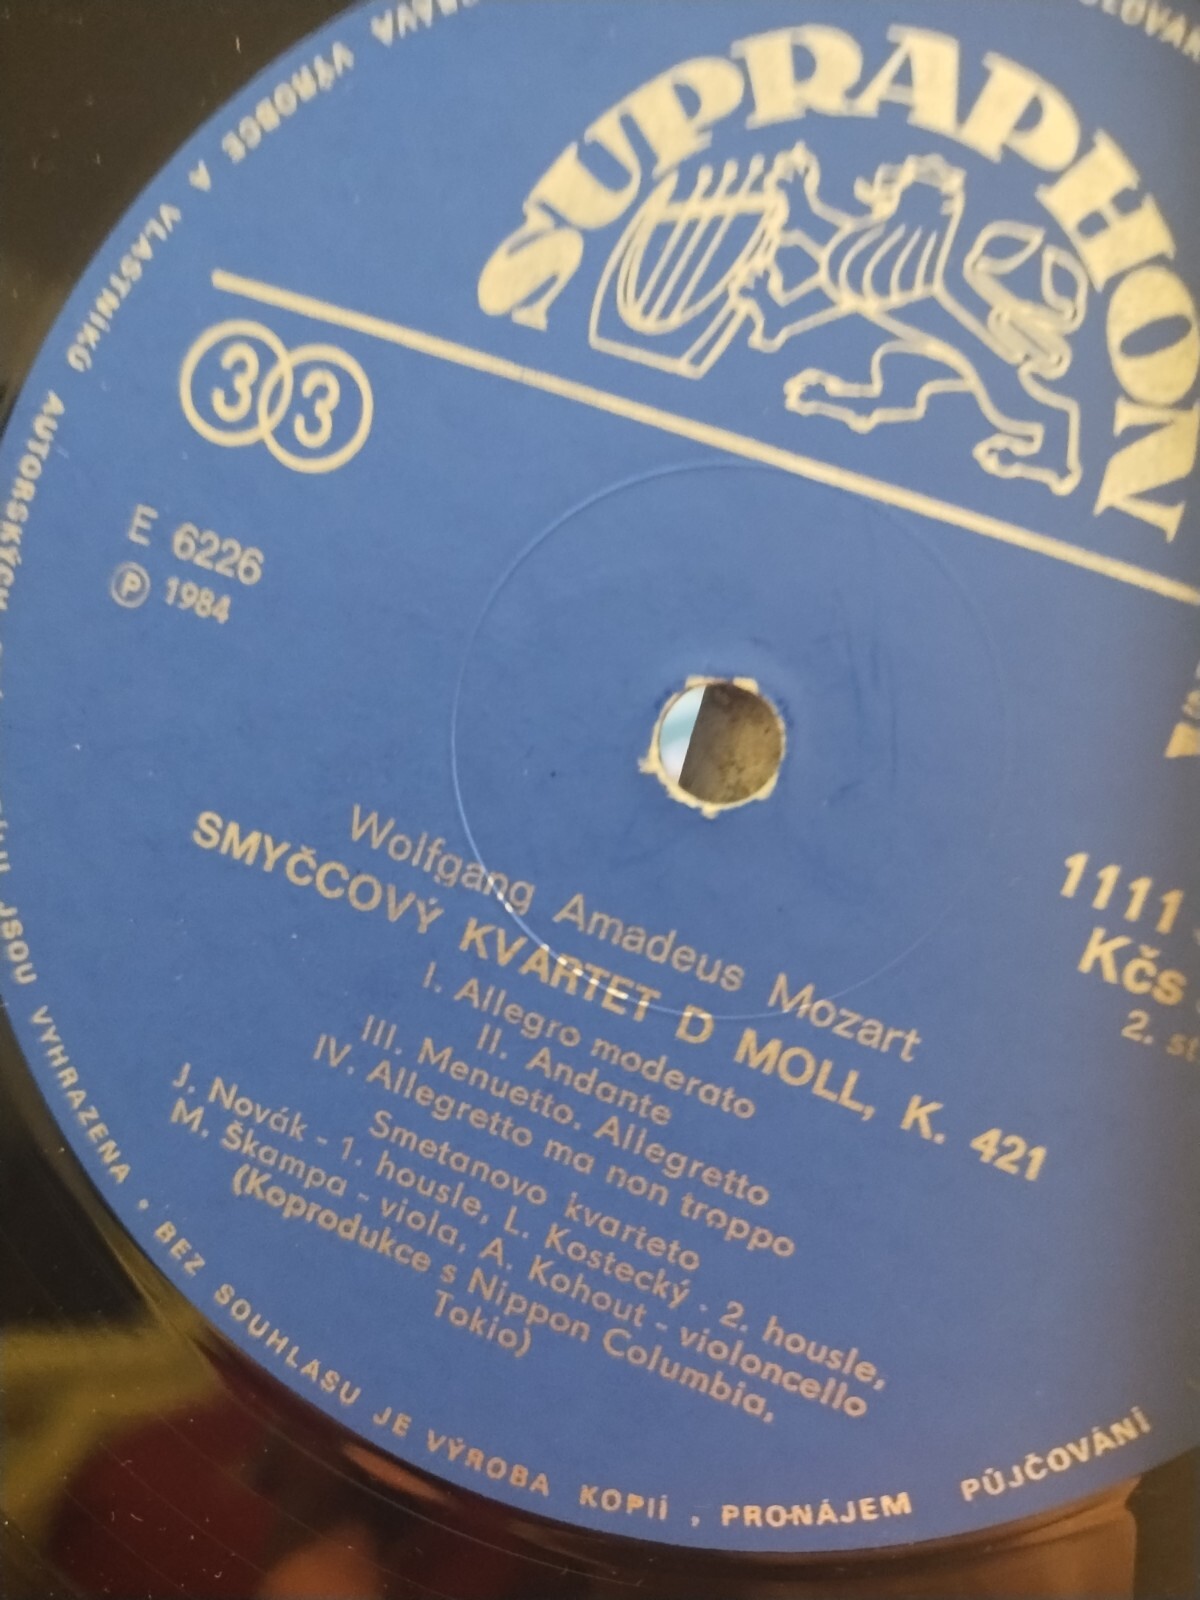 SUPRAPHON
33
E 6226
Ⓟ 1984
1111
Kčs
2. st
Wolfgang Amadeus Mozart
SMYČCOVÝ KVARTET D MOLL, K. 421
I. Allegro moderato
II. Andante
III. Menuetto. Allegretto
IV. Allegretto ma non troppo
Smetanovo kvarteto
J. Novák - 1. housle, L. Kostecký - 2. housle,
M. Škampa - viola, A. Kohout - violoncello
(Koprodukce s Nippon Columbia,
Tokio)
PRÁVA VÝROBCE A VLASTNÍKŮ AUTORSKÝCH JSOU VYHRAZENA • BEZ SOUHLASU JE VÝROBA KOPIÍ , PRONÁJEM PŮJČOVÁNÍ